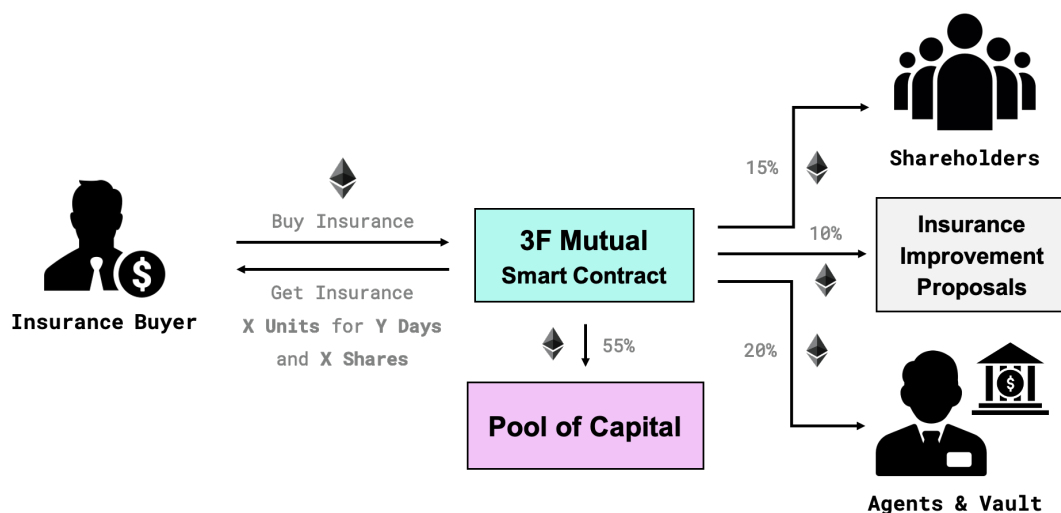 Insurance Buyer
$
Buy Insurance
Get Insurance
X Units for Y Days
and X Shares
3F Mutual
Smart Contract
55%
Pool of Capital
15%
Shareholders
10%
Insurance
Improvement
Proposals
20%
$
Agents & Vault